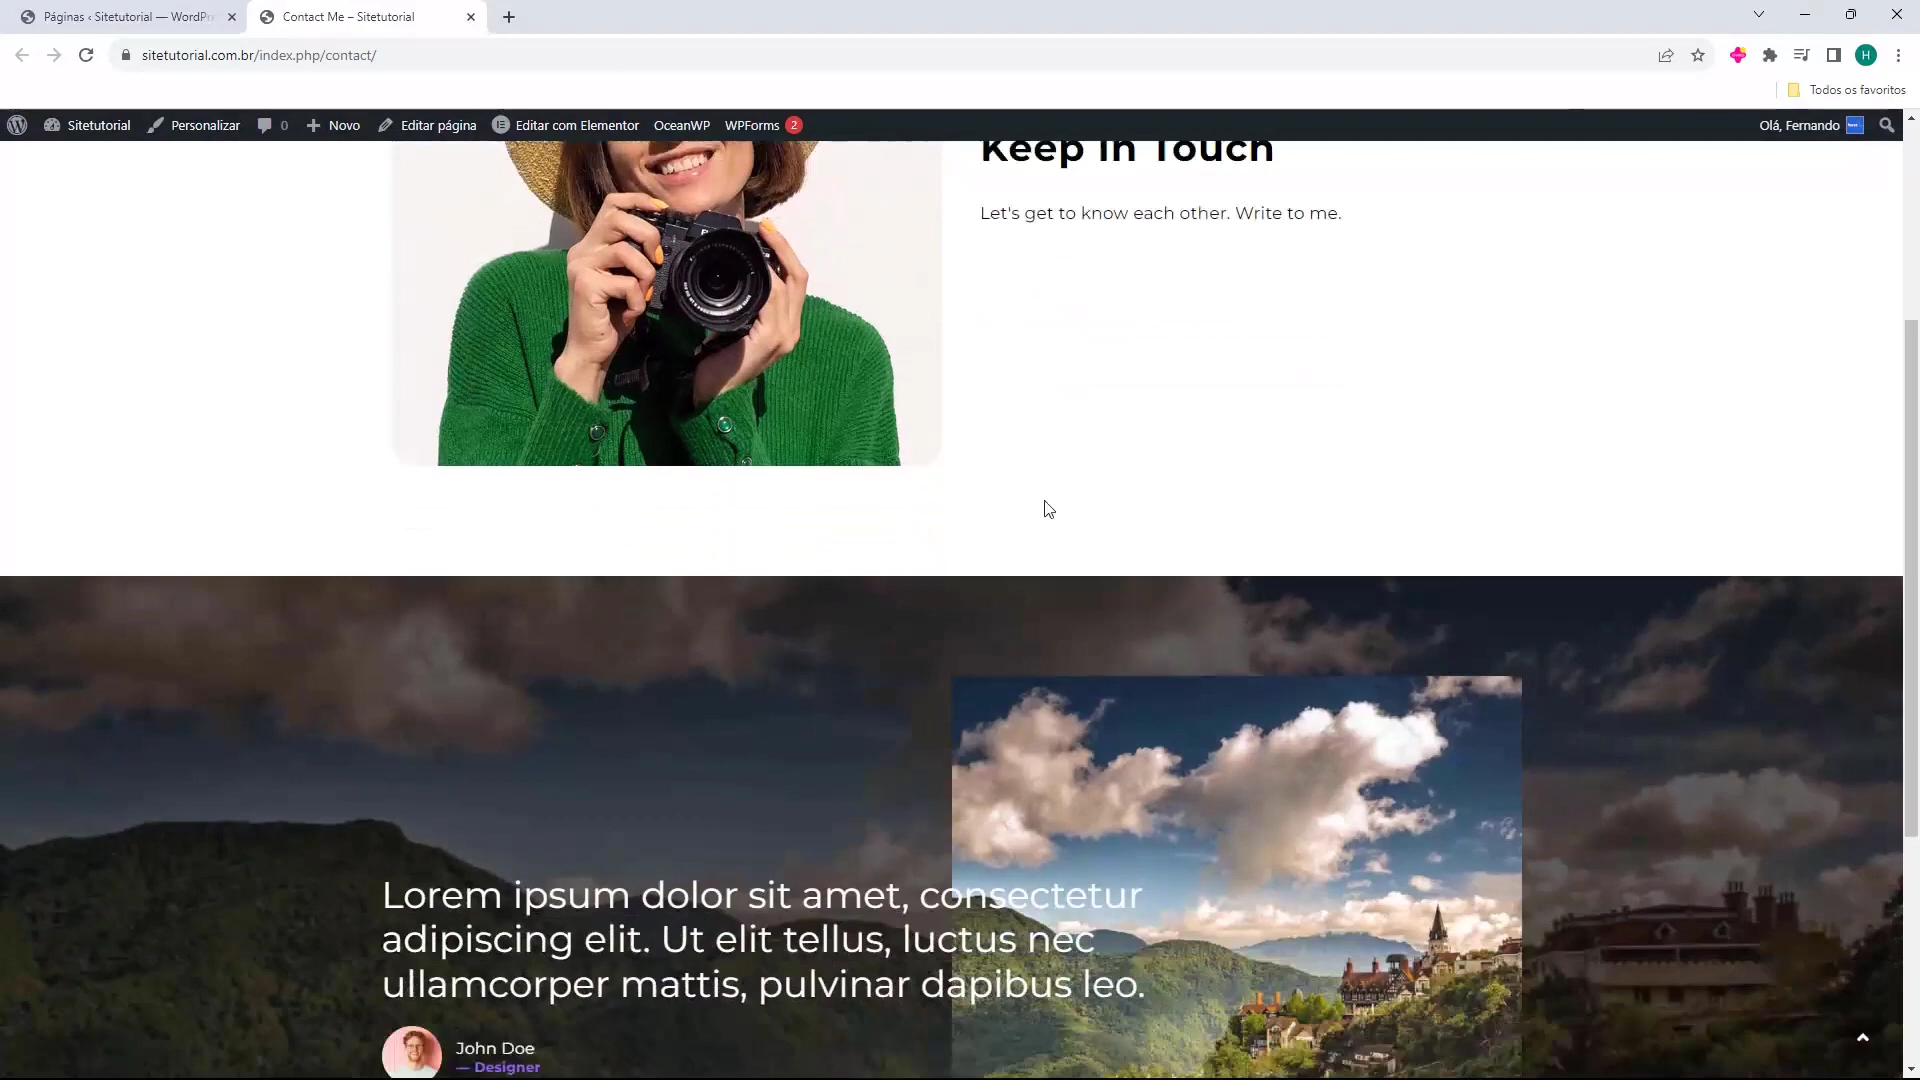 Páginas ‹ Sitetutorial — WordPr
Contact Me – Sitetutorial
sitetutorial.com.br/index.php/contact/
H
Todos os favoritos
Sitetutorial
Personalizar
0
Novo
Editar página
Editar com Elementor
OceanWP
WPForms 2
Olá, Fernando
Keep In Touch
Let's get to know each other. Write to me.
Lorem ipsum dolor sit amet, consectetur
adipiscing elit. Ut elit tellus, luctus nec
ullamcorper mattis, pulvinar dapibus leo.
John Doe
— Designer